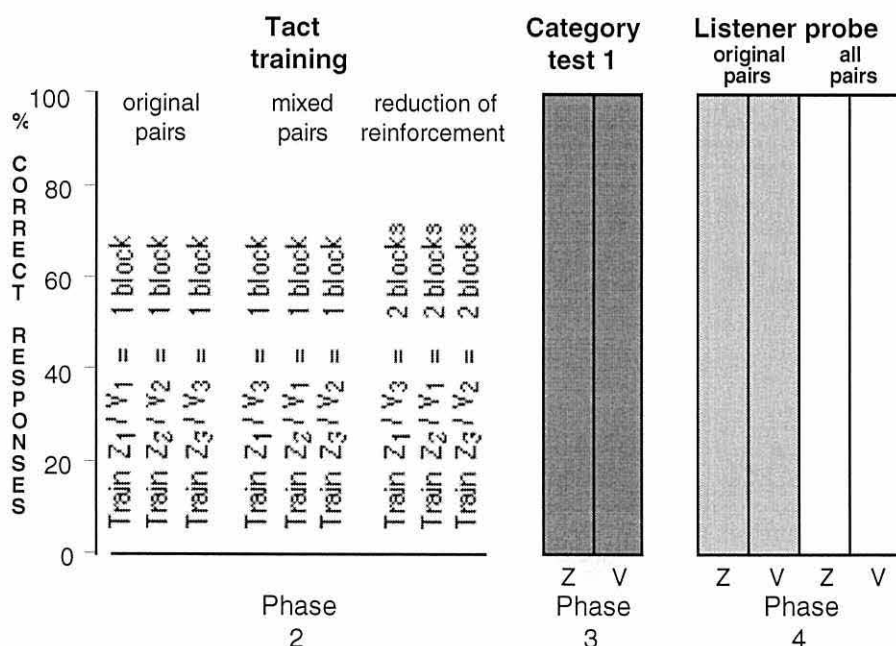 Tact
training
Category
test 1
Listener probe
original
pairs
all
pairs
original
pairs
mixed
pairs
reduction of
reinforcement
% CORRECT RESPONSES
100
80
60
40
20
0
Train Z1/V1 = 1 block
Train Z2/V2 = 1 block
Train Z3/V3 = 1 block
Train Z1/V3 = 1 block
Train Z2/V1 = 1 block
Train Z3/V2 = 1 block
Train Z1/V3 = 2 blocks
Train Z2/V1 = 2 blocks
Train Z3/V2 = 2 blocks
Z V
Z V Z V
Phase
2
Phase
3
Phase
4